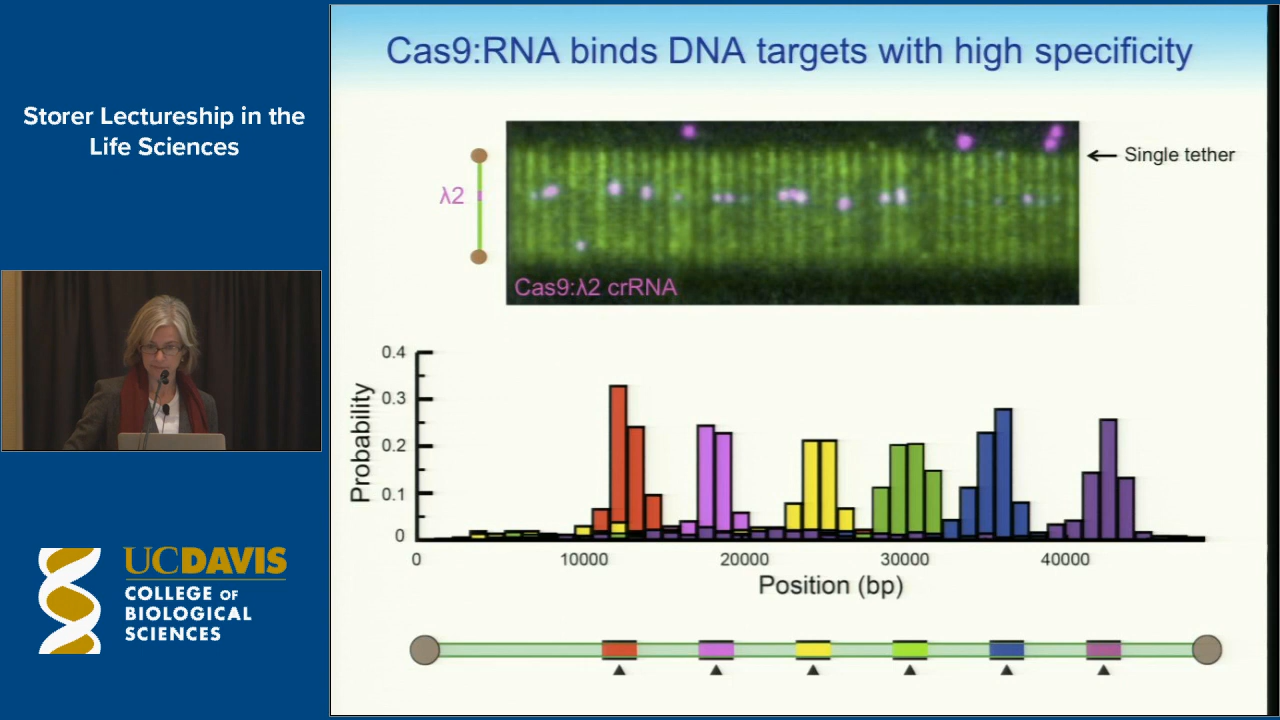 Storer Lectureship in the
Life Sciences
UCDAVIS
COLLEGE OF
BIOLOGICAL
SCIENCES
Cas9:RNA binds DNA targets with high specificity
λ2
Single tether
Cas9:λ2 crRNA
Probability
0.4
0.3
0.2
0.1
0
0
10000
20000
30000
40000
Position (bp)